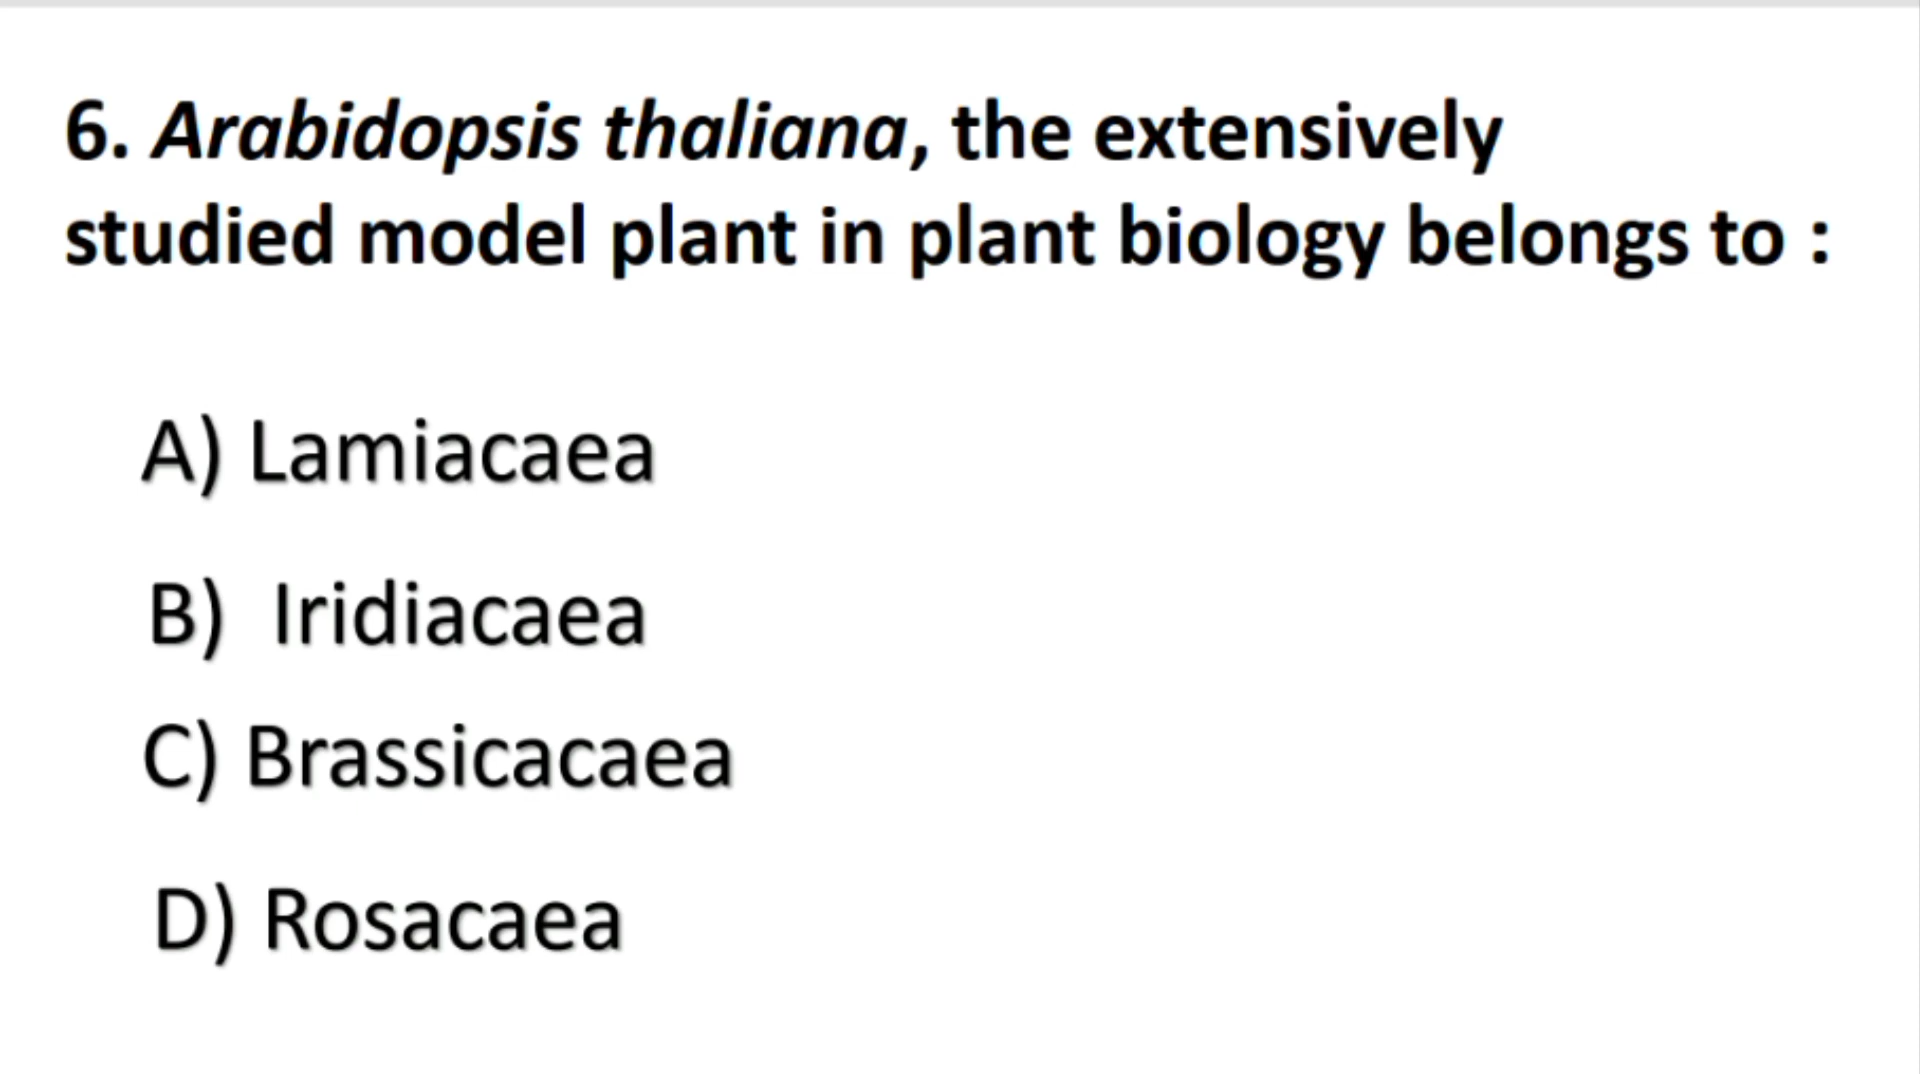 6. Arabidopsis thaliana, the extensively
studied model plant in plant biology belongs to :
A) Lamiacaea
B) Iridiacaea
C) Brassicacaea
D) Rosacaea